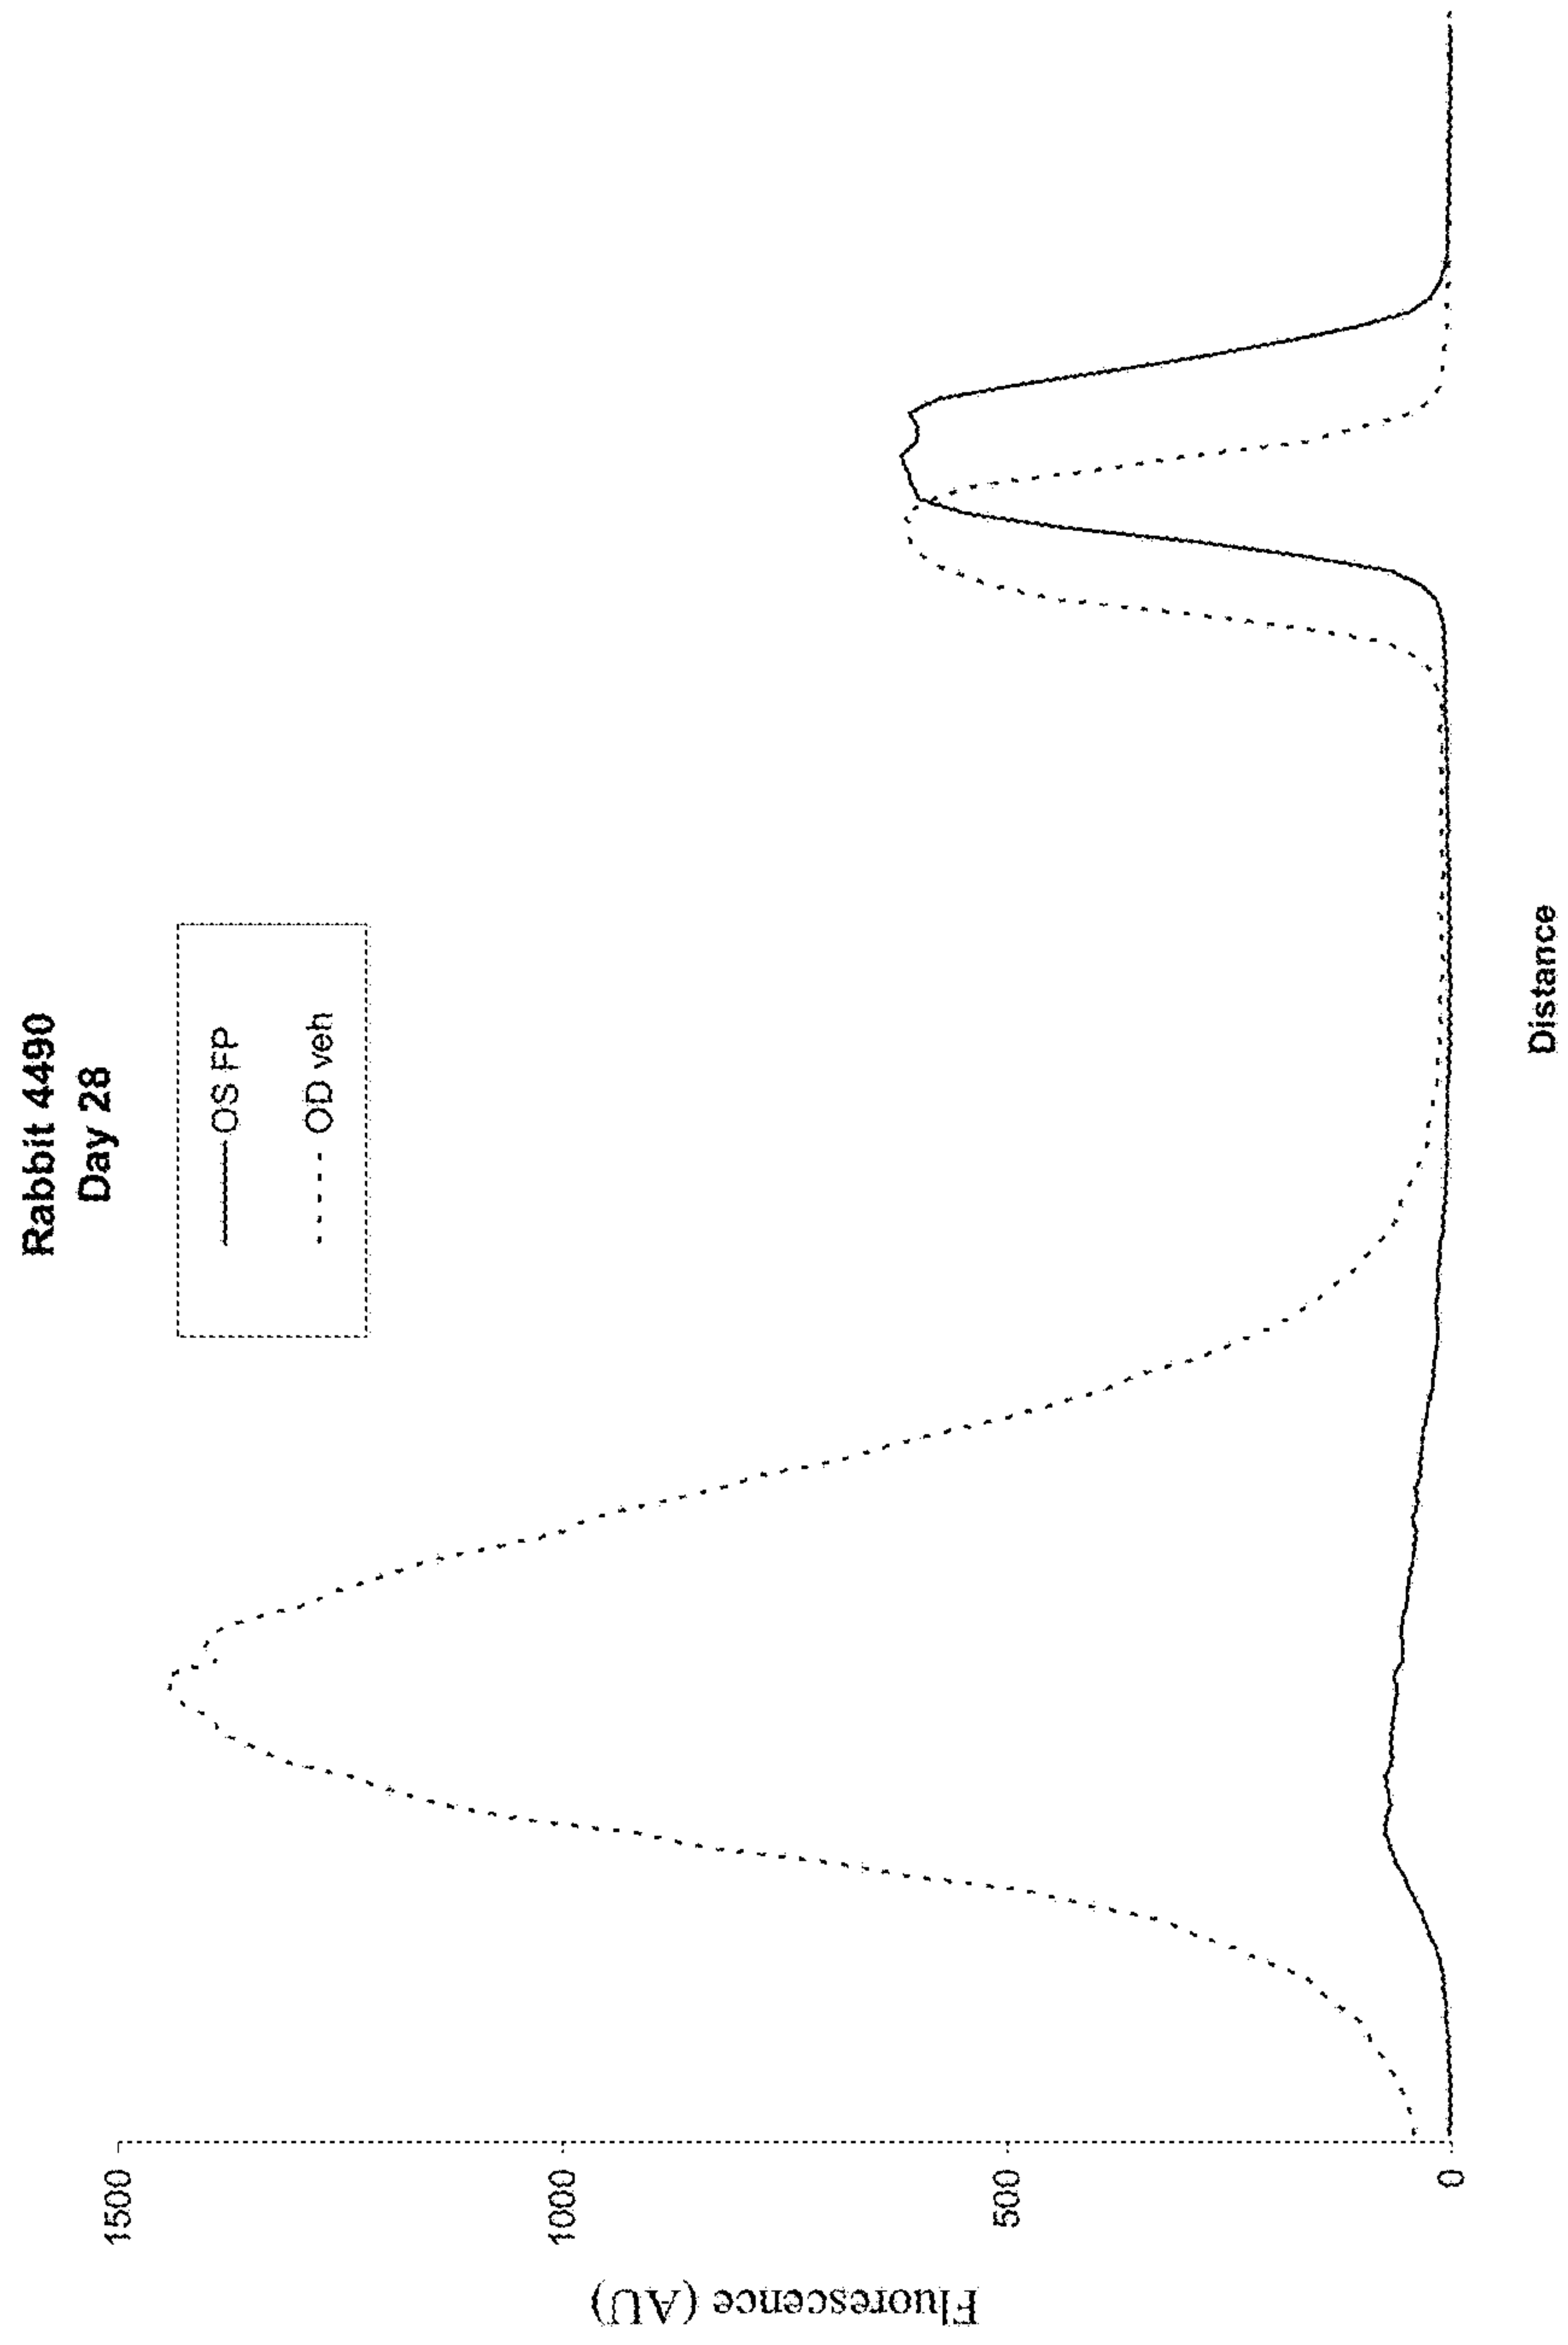 Rabbit 4490
Day 28
OS FP
OD veh
Fluorescence (AU)
1500
1000
500
0
Distance